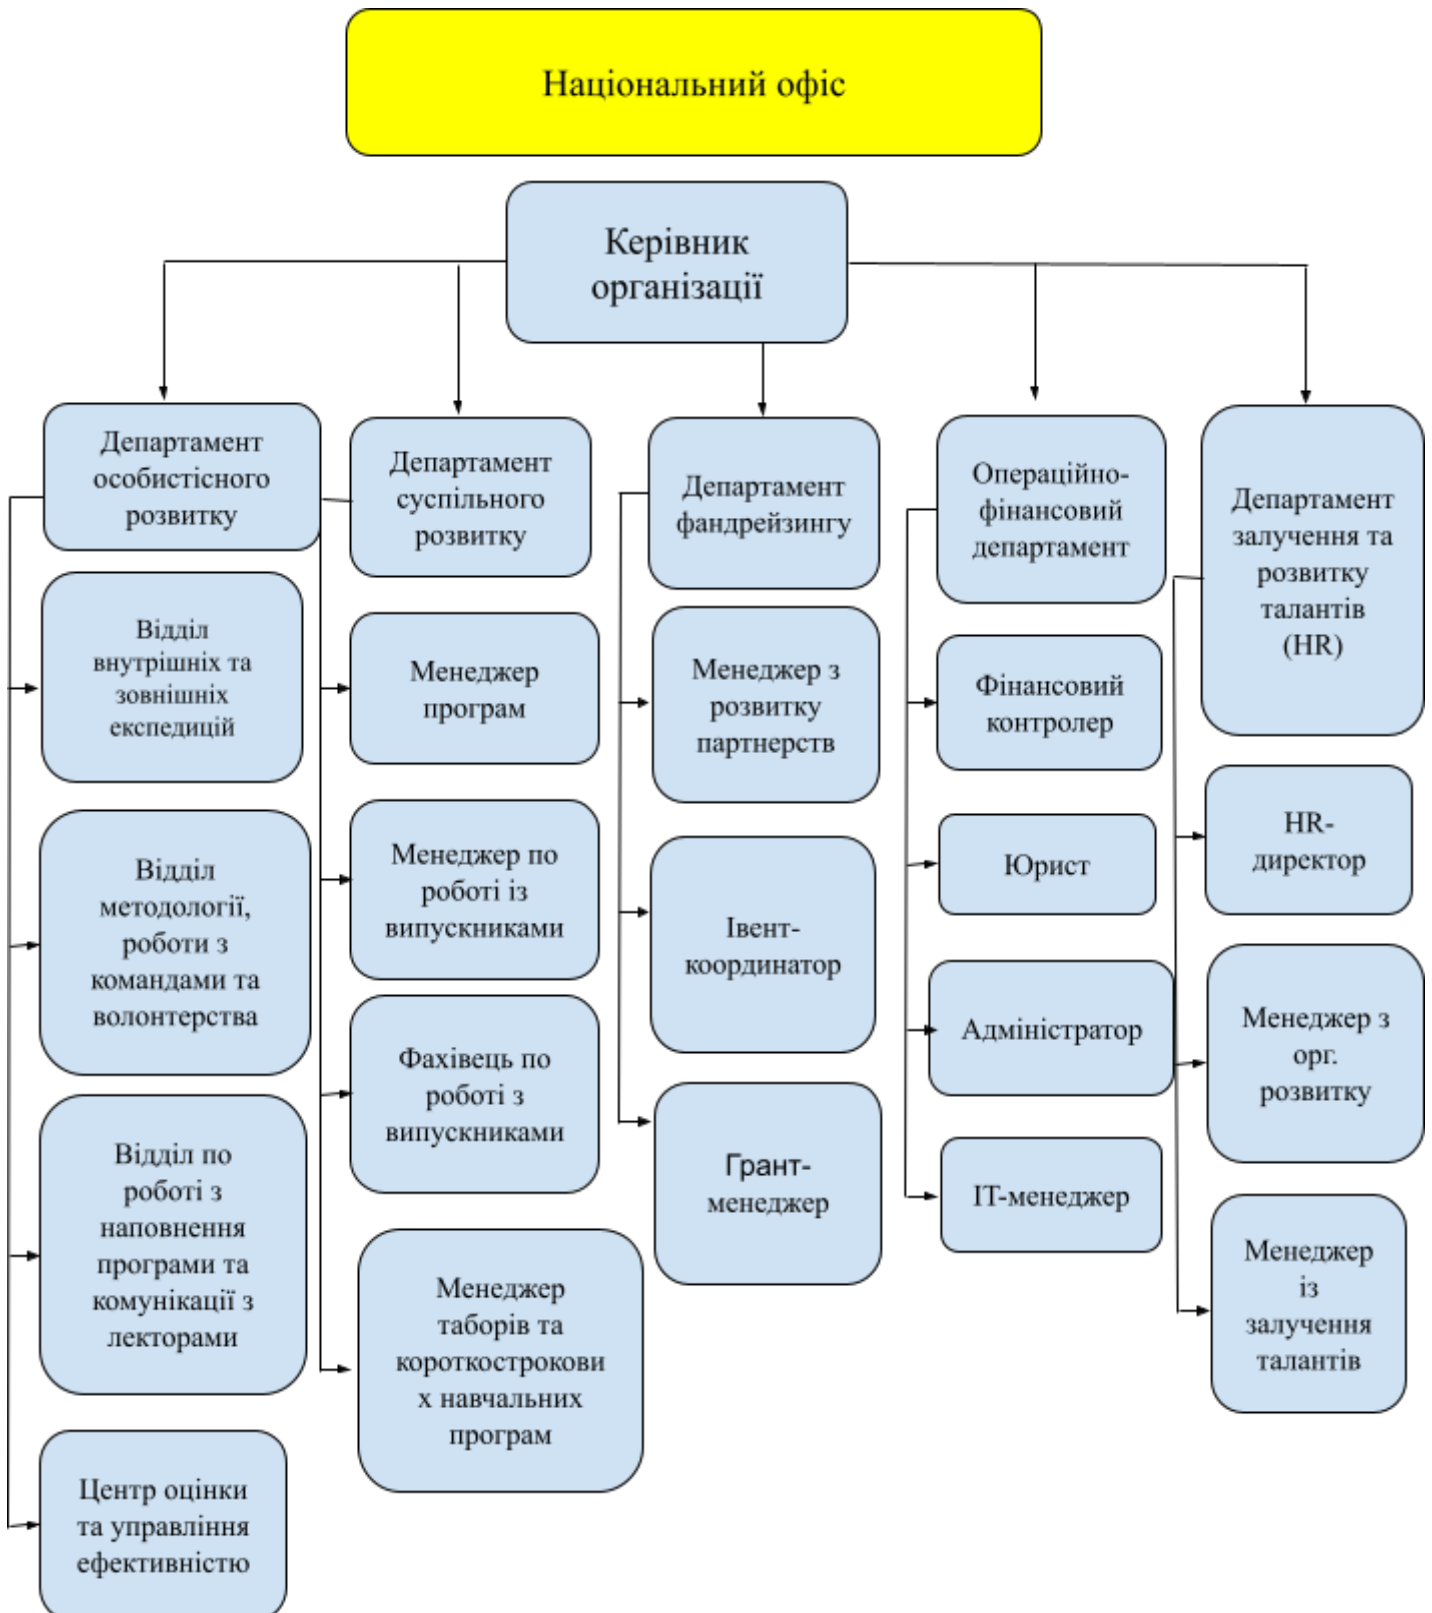 Національний офіс
Керівник
організації
Департамент
особистісного
розвитку
Відділ
внутрішніх та
зовнішніх
експедицій
Відділ
методології,
роботи з
командами та
волонтерства
Відділ по
роботі з
наповнення
програми та
комунікації з
лекторами
Центр оцінки
та управління
ефективністю
Департамент
суспільного
розвитку
Менеджер
програм
Менеджер по
роботі із
випускниками
Фахівець по
роботі з
випускниками
Менеджер
таборів та
короткострокови
х навчальних
програм
Департамент
фандрейзингу
Менеджер з
розвитку
партнерств
Івент-
координатор
Грант-
менеджер
Операційно-
фінансовий
департамент
Фінансовий
контролер
Юрист
Адміністратор
ІТ-менеджер
Департамент
залучення та
розвитку
талантів
(HR)
HR-
директор
Менеджер з
орг.
розвитку
Менеджер
із
залучення
талантів